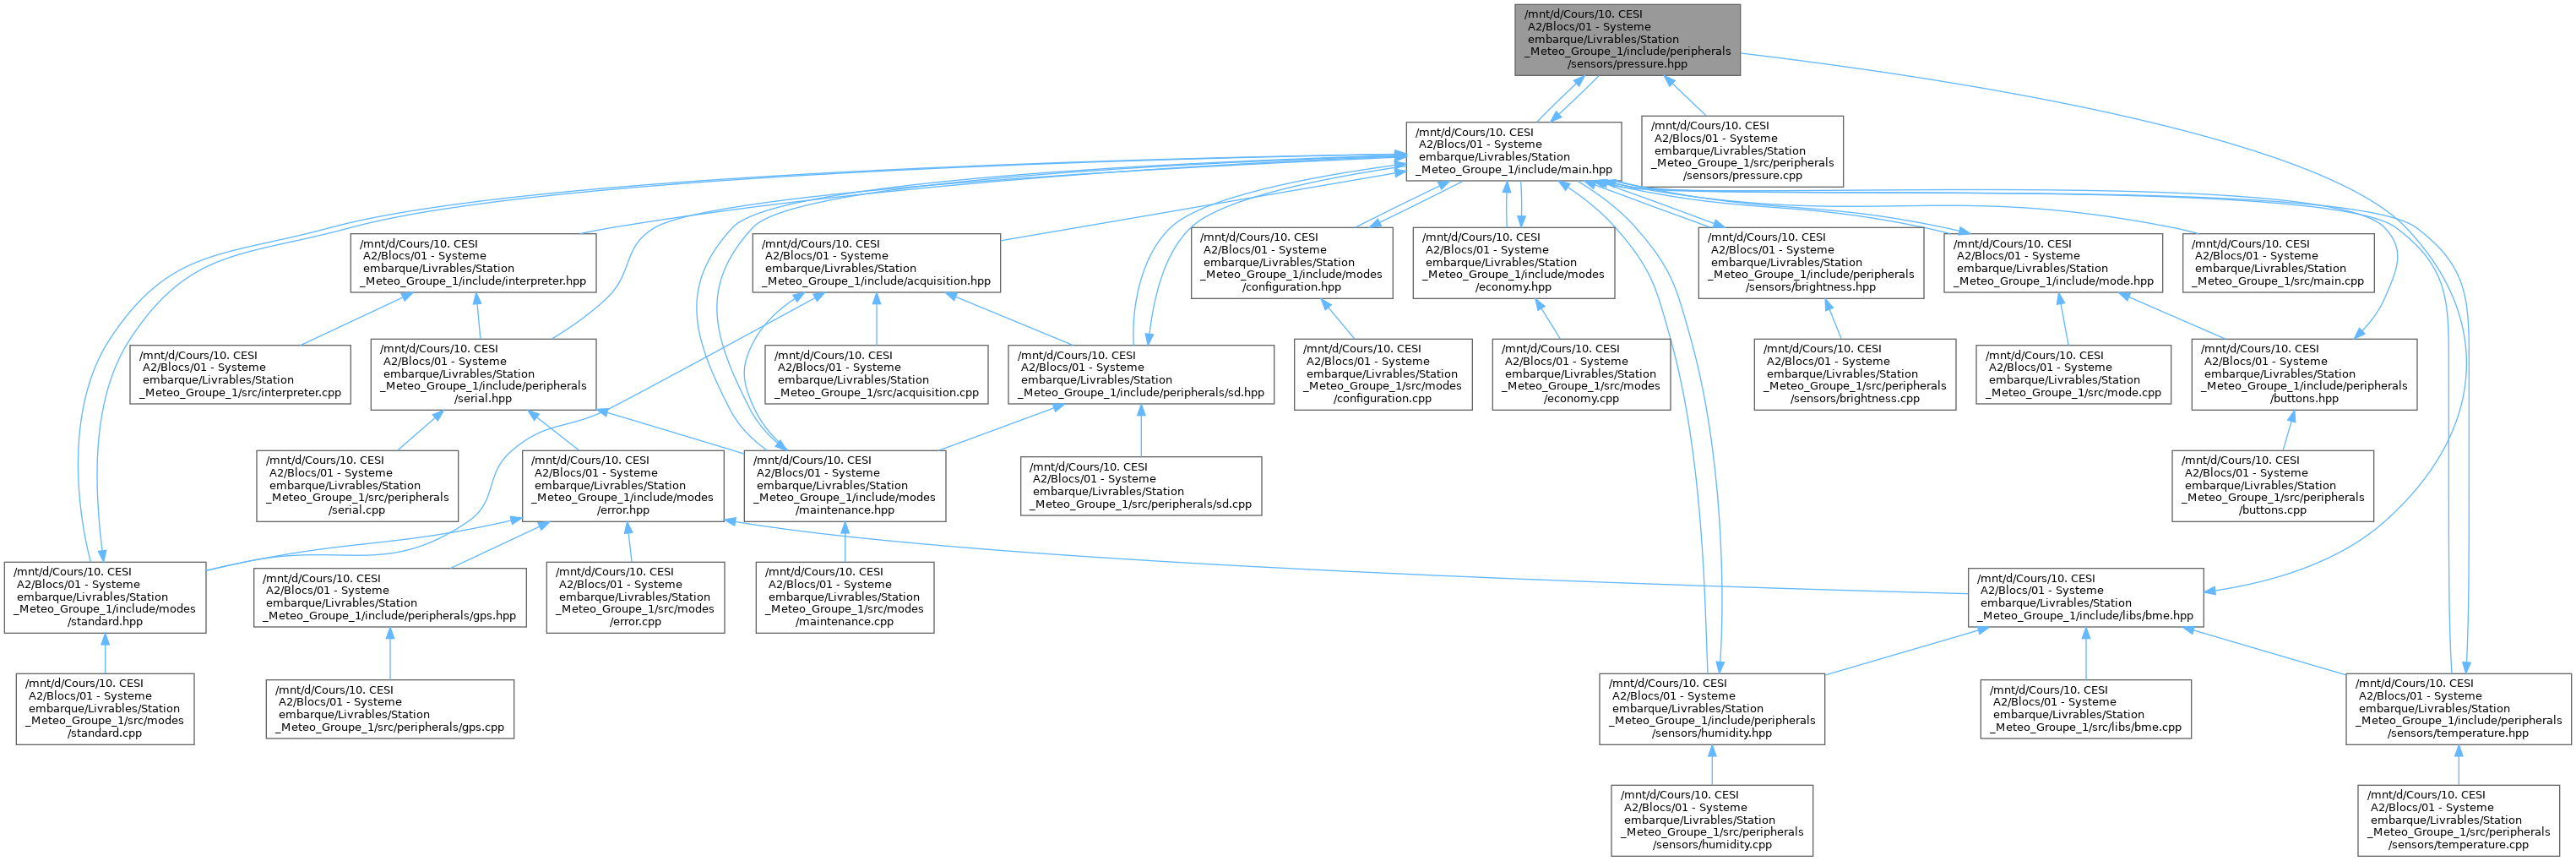 /mnt/d/Cours/10. CESI
A2/Blocs/01 - Systeme
embarque/Livrables/Station
_Meteo_Groupe_1/include/peripherals
/sensors/pressure.hpp
/mnt/d/Cours/10. CESI
A2/Blocs/01 - Systeme
embarque/Livrables/Station
_Meteo_Groupe_1/include/main.hpp
/mnt/d/Cours/10. CESI
A2/Blocs/01 - Systeme
embarque/Livrables/Station
_Meteo_Groupe_1/src/peripherals
/sensors/pressure.cpp
/mnt/d/Cours/10. CESI
A2/Blocs/01 - Systeme
embarque/Livrables/Station
_Meteo_Groupe_1/include/interpreter.hpp
/mnt/d/Cours/10. CESI
A2/Blocs/01 - Systeme
embarque/Livrables/Station
_Meteo_Groupe_1/include/acquisition.hpp
/mnt/d/Cours/10. CESI
A2/Blocs/01 - Systeme
embarque/Livrables/Station
_Meteo_Groupe_1/include/modes
/configuration.hpp
/mnt/d/Cours/10. CESI
A2/Blocs/01 - Systeme
embarque/Livrables/Station
_Meteo_Groupe_1/include/modes
/economy.hpp
/mnt/d/Cours/10. CESI
A2/Blocs/01 - Systeme
embarque/Livrables/Station
_Meteo_Groupe_1/include/peripherals
/sensors/brightness.hpp
/mnt/d/Cours/10. CESI
A2/Blocs/01 - Systeme
embarque/Livrables/Station
_Meteo_Groupe_1/include/mode.hpp
/mnt/d/Cours/10. CESI
A2/Blocs/01 - Systeme
embarque/Livrables/Station
_Meteo_Groupe_1/src/main.cpp
/mnt/d/Cours/10. CESI
A2/Blocs/01 - Systeme
embarque/Livrables/Station
_Meteo_Groupe_1/src/interpreter.cpp
/mnt/d/Cours/10. CESI
A2/Blocs/01 - Systeme
embarque/Livrables/Station
_Meteo_Groupe_1/include/peripherals
/serial.hpp
/mnt/d/Cours/10. CESI
A2/Blocs/01 - Systeme
embarque/Livrables/Station
_Meteo_Groupe_1/src/acquisition.cpp
/mnt/d/Cours/10. CESI
A2/Blocs/01 - Systeme
embarque/Livrables/Station
_Meteo_Groupe_1/include/peripherals/sd.hpp
/mnt/d/Cours/10. CESI
A2/Blocs/01 - Systeme
embarque/Livrables/Station
_Meteo_Groupe_1/src/modes
/configuration.cpp
/mnt/d/Cours/10. CESI
A2/Blocs/01 - Systeme
embarque/Livrables/Station
_Meteo_Groupe_1/src/modes
/economy.cpp
/mnt/d/Cours/10. CESI
A2/Blocs/01 - Systeme
embarque/Livrables/Station
_Meteo_Groupe_1/src/peripherals
/sensors/brightness.cpp
/mnt/d/Cours/10. CESI
A2/Blocs/01 - Systeme
embarque/Livrables/Station
_Meteo_Groupe_1/src/mode.cpp
/mnt/d/Cours/10. CESI
A2/Blocs/01 - Systeme
embarque/Livrables/Station
_Meteo_Groupe_1/include/peripherals
/buttons.hpp
/mnt/d/Cours/10. CESI
A2/Blocs/01 - Systeme
embarque/Livrables/Station
_Meteo_Groupe_1/src/peripherals
/serial.cpp
/mnt/d/Cours/10. CESI
A2/Blocs/01 - Systeme
embarque/Livrables/Station
_Meteo_Groupe_1/include/modes
/error.hpp
/mnt/d/Cours/10. CESI
A2/Blocs/01 - Systeme
embarque/Livrables/Station
_Meteo_Groupe_1/include/modes
/maintenance.hpp
/mnt/d/Cours/10. CESI
A2/Blocs/01 - Systeme
embarque/Livrables/Station
_Meteo_Groupe_1/src/peripherals/sd.cpp
/mnt/d/Cours/10. CESI
A2/Blocs/01 - Systeme
embarque/Livrables/Station
_Meteo_Groupe_1/src/peripherals
/buttons.cpp
/mnt/d/Cours/10. CESI
A2/Blocs/01 - Systeme
embarque/Livrables/Station
_Meteo_Groupe_1/include/modes
/standard.hpp
/mnt/d/Cours/10. CESI
A2/Blocs/01 - Systeme
embarque/Livrables/Station
_Meteo_Groupe_1/include/peripherals/gps.hpp
/mnt/d/Cours/10. CESI
A2/Blocs/01 - Systeme
embarque/Livrables/Station
_Meteo_Groupe_1/src/modes
/error.cpp
/mnt/d/Cours/10. CESI
A2/Blocs/01 - Systeme
embarque/Livrables/Station
_Meteo_Groupe_1/src/modes
/maintenance.cpp
/mnt/d/Cours/10. CESI
A2/Blocs/01 - Systeme
embarque/Livrables/Station
_Meteo_Groupe_1/include/libs/bme.hpp
/mnt/d/Cours/10. CESI
A2/Blocs/01 - Systeme
embarque/Livrables/Station
_Meteo_Groupe_1/src/modes
/standard.cpp
/mnt/d/Cours/10. CESI
A2/Blocs/01 - Systeme
embarque/Livrables/Station
_Meteo_Groupe_1/src/peripherals/gps.cpp
/mnt/d/Cours/10. CESI
A2/Blocs/01 - Systeme
embarque/Livrables/Station
_Meteo_Groupe_1/include/peripherals
/sensors/humidity.hpp
/mnt/d/Cours/10. CESI
A2/Blocs/01 - Systeme
embarque/Livrables/Station
_Meteo_Groupe_1/src/libs/bme.cpp
/mnt/d/Cours/10. CESI
A2/Blocs/01 - Systeme
embarque/Livrables/Station
_Meteo_Groupe_1/include/peripherals
/sensors/temperature.hpp
/mnt/d/Cours/10. CESI
A2/Blocs/01 - Systeme
embarque/Livrables/Station
_Meteo_Groupe_1/src/peripherals
/sensors/humidity.cpp
/mnt/d/Cours/10. CESI
A2/Blocs/01 - Systeme
embarque/Livrables/Station
_Meteo_Groupe_1/src/peripherals
/sensors/temperature.cpp